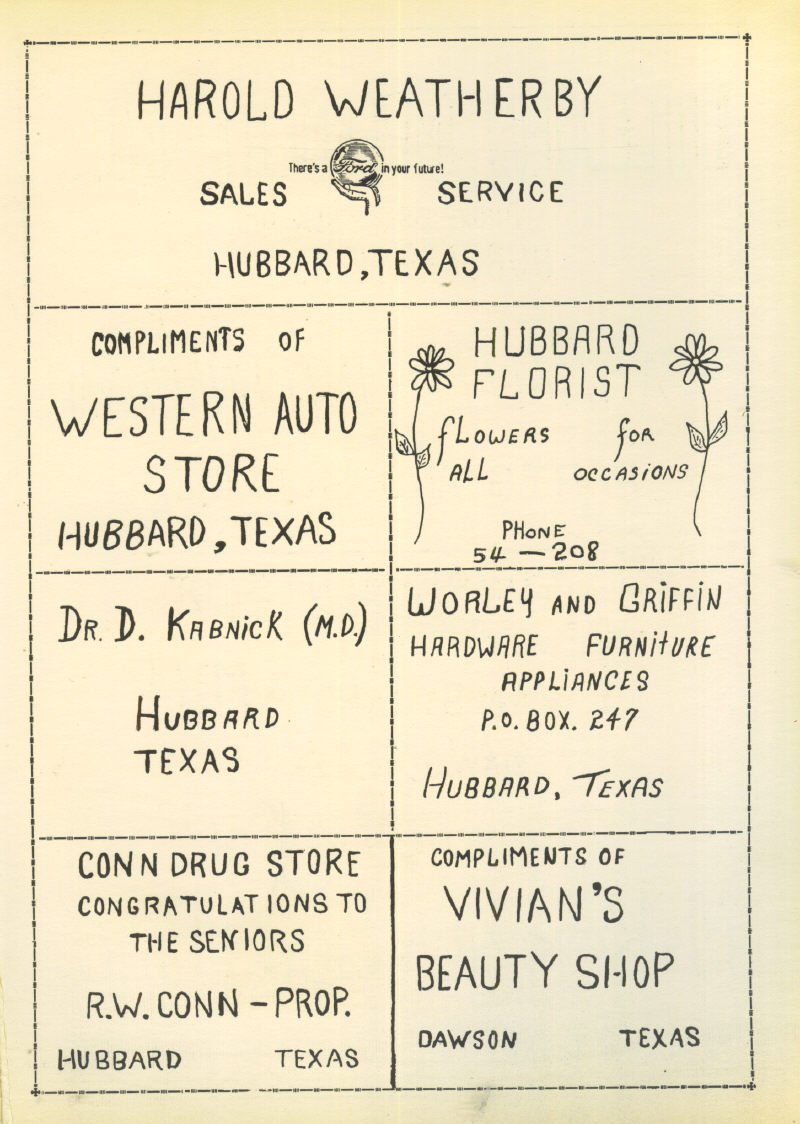 HAROLD WEATHERBY
There's a Ford in your future!
SALES SERVICE
HUBBARD, TEXAS
COMPLIMENTS OF
WESTERN AUTO
STORE
HUBBARD, TEXAS
HUBBARD
FLORIST
FLOWERS FOR
ALL OCCASIONS
PHONE
54 — 208
DR. D. KABNICK (M.D.)
HUBBARD
TEXAS
WORLEY AND GRIFFIN
HARDWARE FURNITURE
APPLIANCES
P.O. BOX. 247
HUBBARD, TEXAS
CONN DRUG STORE
CONGRATULATIONS TO
THE SENIORS
R.W. CONN - PROP.
HUBBARD TEXAS
COMPLIMENTS OF
VIVIAN'S
BEAUTY SHOP
DAWSON TEXAS